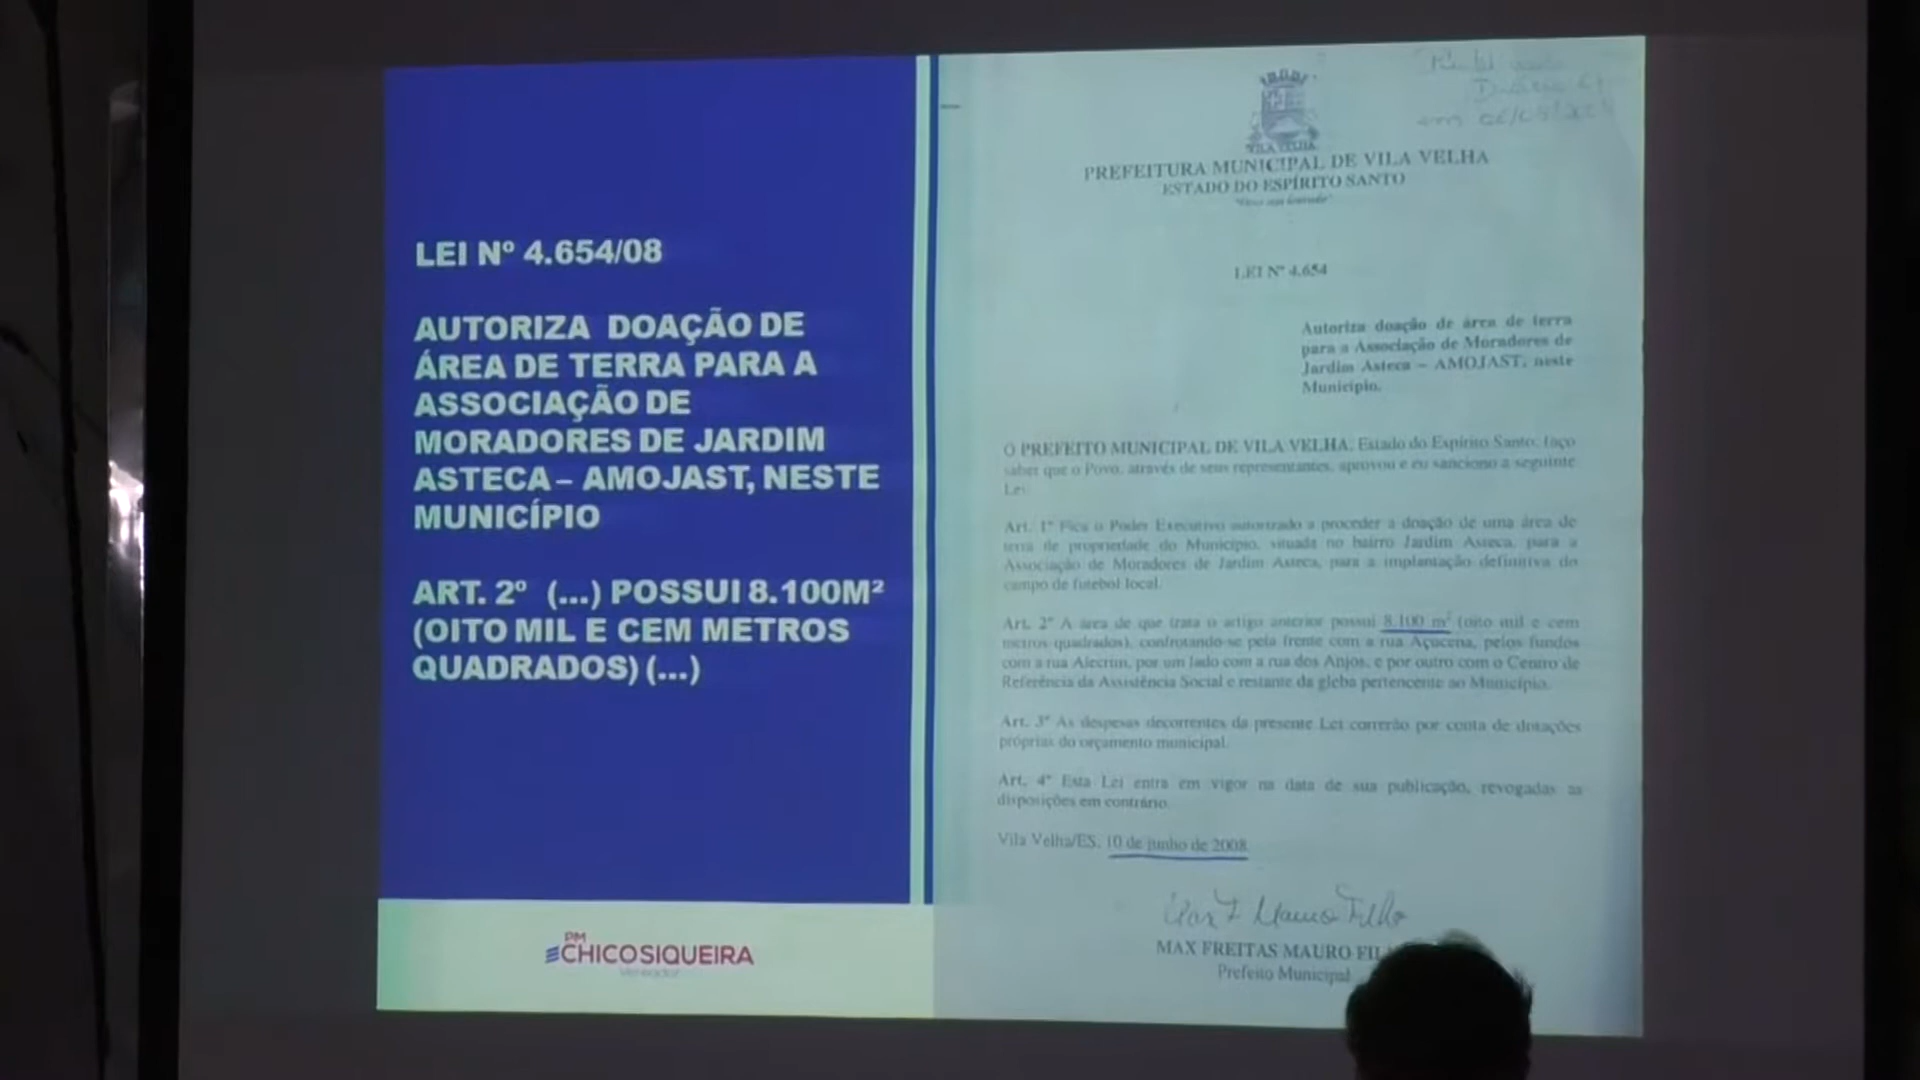 LEI Nº 4.654/08
AUTORIZA DOAÇÃO DE
ÁREA DE TERRA PARA A
ASSOCIAÇÃO DE
MORADORES DE JARDIM
ASTECA – AMOJAST, NESTE
MUNICÍPIO
ART. 2º (...) POSSUI 8.100M²
(OITO MIL E CEM METROS
QUADRADOS) (...)
PM
CHICOSIQUEIRA
Vereador
VILA VELHA
PREFEITURA MUNICIPAL DE VILA VELHA
ESTADO DO ESPÍRITO SANTO
LEI Nº 4.654
Autoriza doação de área de terra
para a Associação de Moradores de
Jardim Asteca – AMOJAST, neste
Município.
O PREFEITO MUNICIPAL DE VILA VELHA, Estado do Espírito Santo, faço
saber que o Povo, através de seus representantes, aprovou e eu sanciono a seguinte
Lei:
Art. 1º Fica o Poder Executivo autorizado a proceder a doação de uma área de
terra de propriedade do Município, situada no bairro Jardim Asteca, para a
Associação de Moradores de Jardim Asteca, para a implantação definitiva do
campo de futebol local.
Art. 2º A área de que trata o artigo anterior possui 8.100 m² (oito mil e cem
metros quadrados), confrontando-se pela frente com a rua Açucena, pelos fundos
com a rua Alecrim, por um lado com a rua dos Anjos, e por outro com o Centro de
Referência da Assistência Social e restante da gleba pertencente ao Município.
Art. 3º As despesas decorrentes da presente Lei correrão por conta de dotações
próprias do orçamento municipal.
Art. 4º Esta Lei entra em vigor na data de sua publicação, revogadas as
disposições em contrário.
Vila Velha/ES, 10 de junho de 2008.
Max F Mauro Filho
MAX FREITAS MAURO FIL
Prefeito Municipal